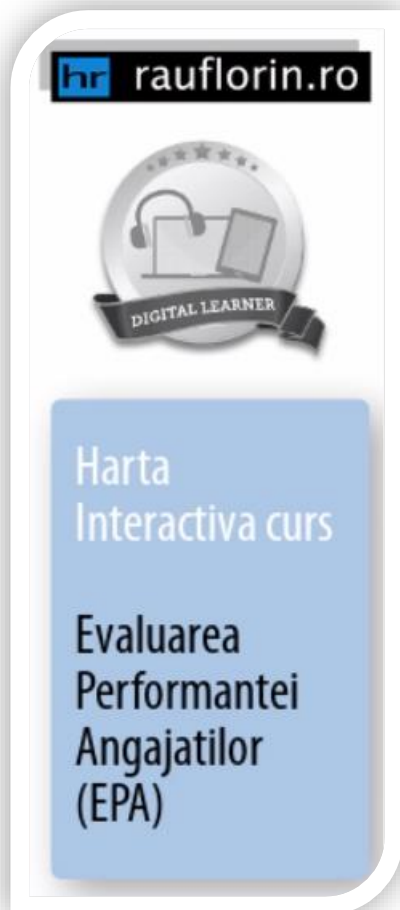 hr rauflorin.ro
DIGITAL LEARNER
Harta
Interactiva curs
Evaluarea
Performantei
Angajatilor
(EPA)